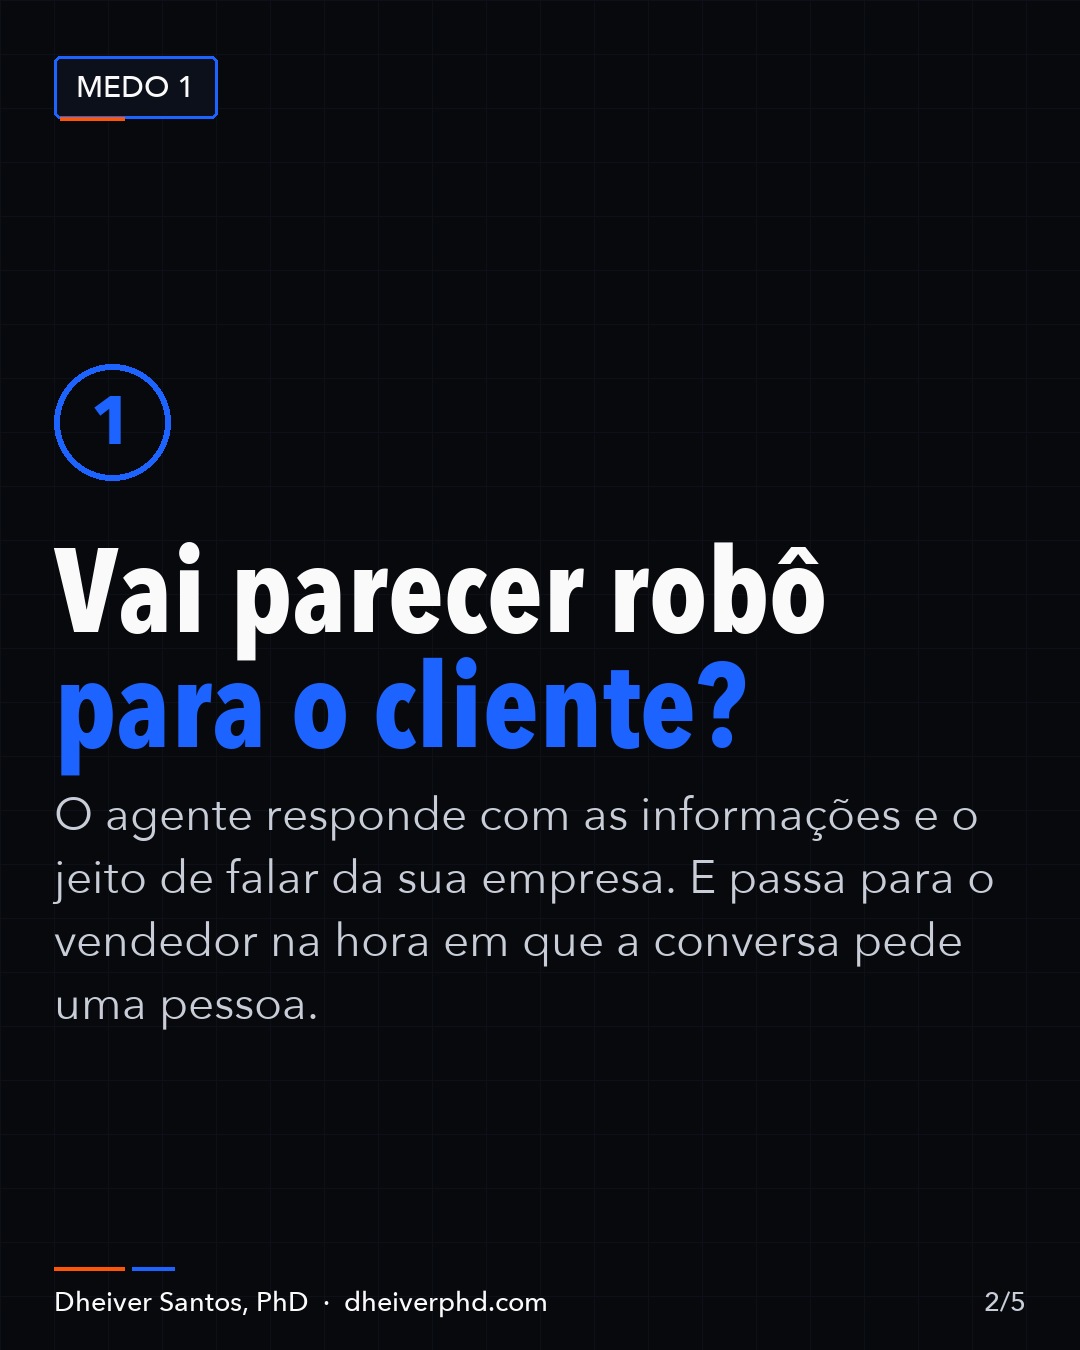 MEDO 1
1
Vai parecer robô
para o cliente?
O agente responde com as informações e o
jeito de falar da sua empresa. E passa para o
vendedor na hora em que a conversa pede
uma pessoa.
Dheiver Santos, PhD · dheiverphd.com
2/5